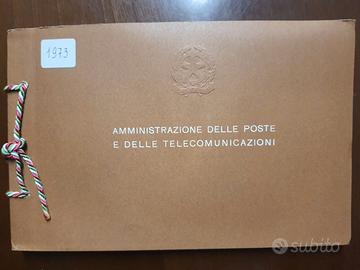 1973
AMMINISTRAZIONE DELLE POSTE
E DELLE TELECOMUNICAZIONI
subito